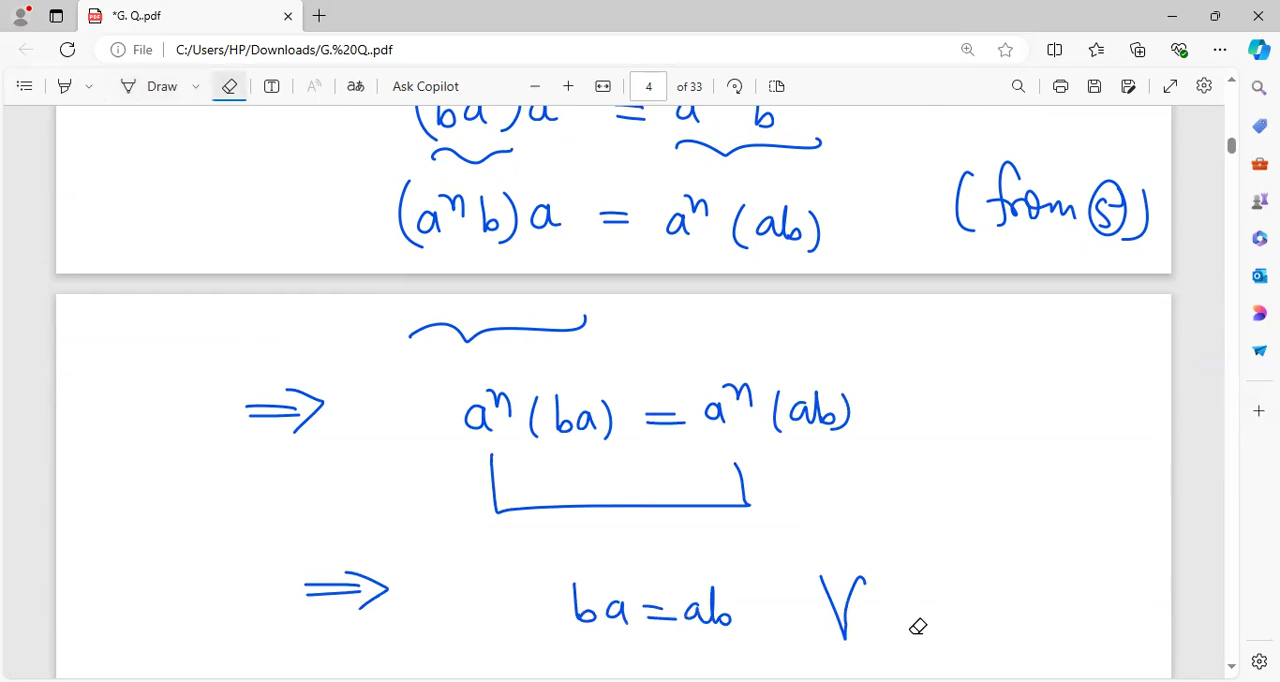 *G. Q..pdf
File C:/Users/HP/Downloads/G.%20Q..pdf
Draw Ask Copilot 4 of 33
(ba)a = a b
(aⁿb)a = aⁿ(ab) (from ⑤)
⇒ aⁿ(ba) = aⁿ(ab)
⇒ ba=ab